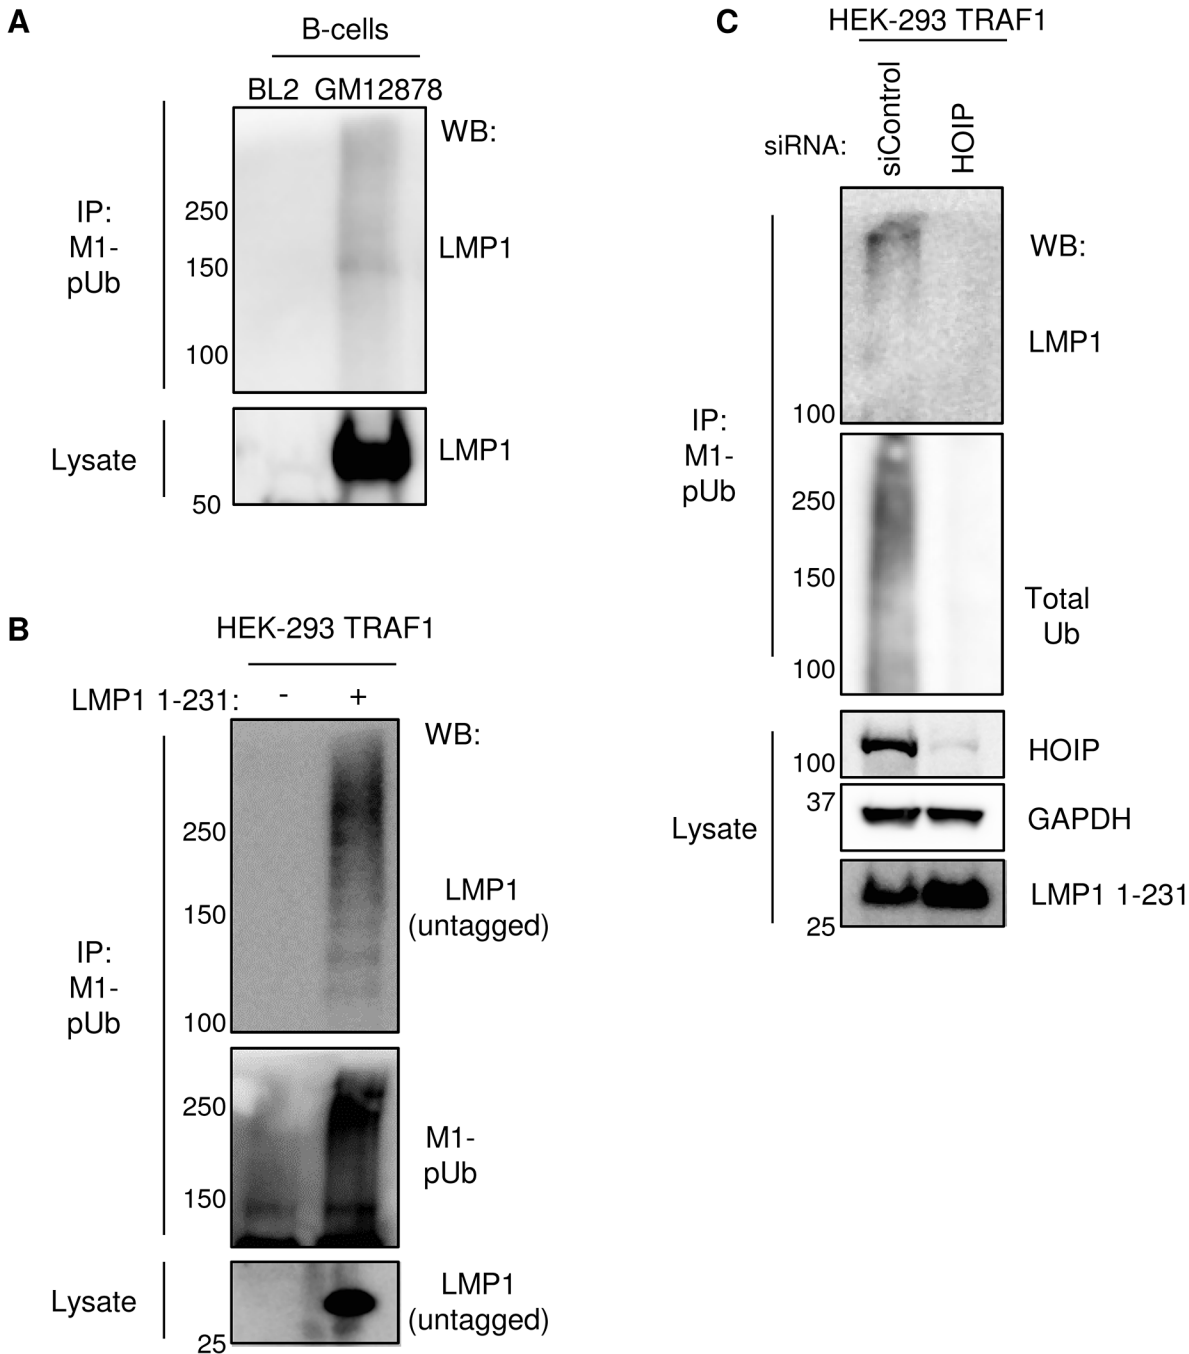 A
B-cells
BL2 GM12878
WB:
IP:
M1-
pUb
250
150
100
LMP1
Lysate
50
LMP1
B
HEK-293 TRAF1
LMP1 1-231: - +
WB:
IP:
M1-
pUb
250
150
100
LMP1
(untagged)
250
150
M1-
pUb
Lysate
25
LMP1
(untagged)
C
HEK-293 TRAF1
siRNA: siControl HOIP
WB:
LMP1
100
IP:
M1-
pUb
250
150
100
Total
Ub
Lysate
100
HOIP
37
GAPDH
25
LMP1 1-231